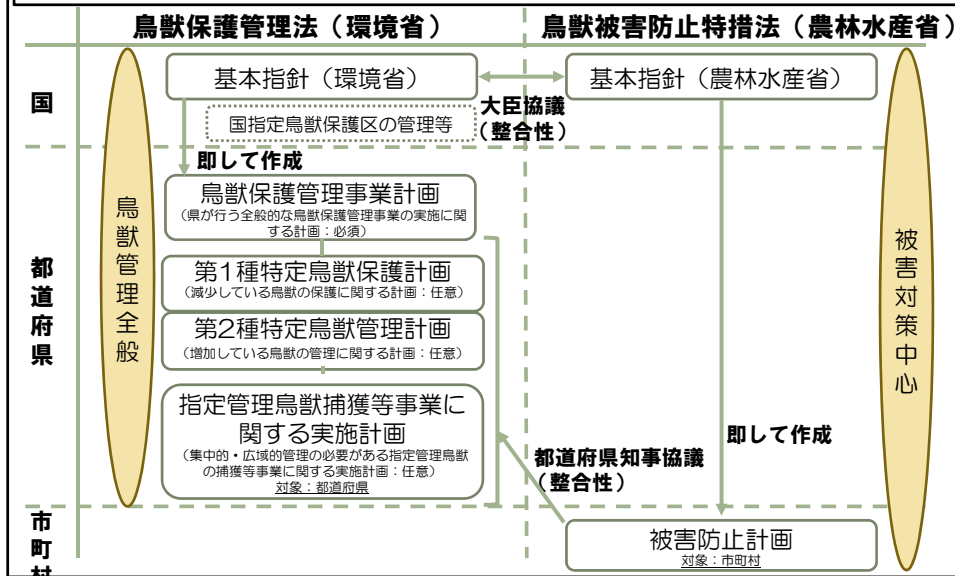 鳥獣保護管理法（環境省）
鳥獣被害防止特措法（農林水産省）
国
基本指針（環境省）
基本指針（農林水産省）
大臣協議
（整合性）
国指定鳥獣保護区の管理等
即して作成
都道府県
鳥獣管理全般
鳥獣保護管理事業計画
（県が行う全般的な鳥獣保護管理事業の実施に関
する計画：必須）
第1種特定鳥獣保護計画
（減少している鳥獣の保護に関する計画：任意）
第2種特定鳥獣管理計画
（増加している鳥獣の管理に関する計画：任意）
指定管理鳥獣捕獲等事業に
関する実施計画
（集中的・広域的管理の必要がある指定管理鳥獣
の捕獲等事業に関する実施計画：任意）
対象：都道府県
即して作成
都道府県知事協議
（整合性）
被害対策中心
市町村
被害防止計画
対象：市町村